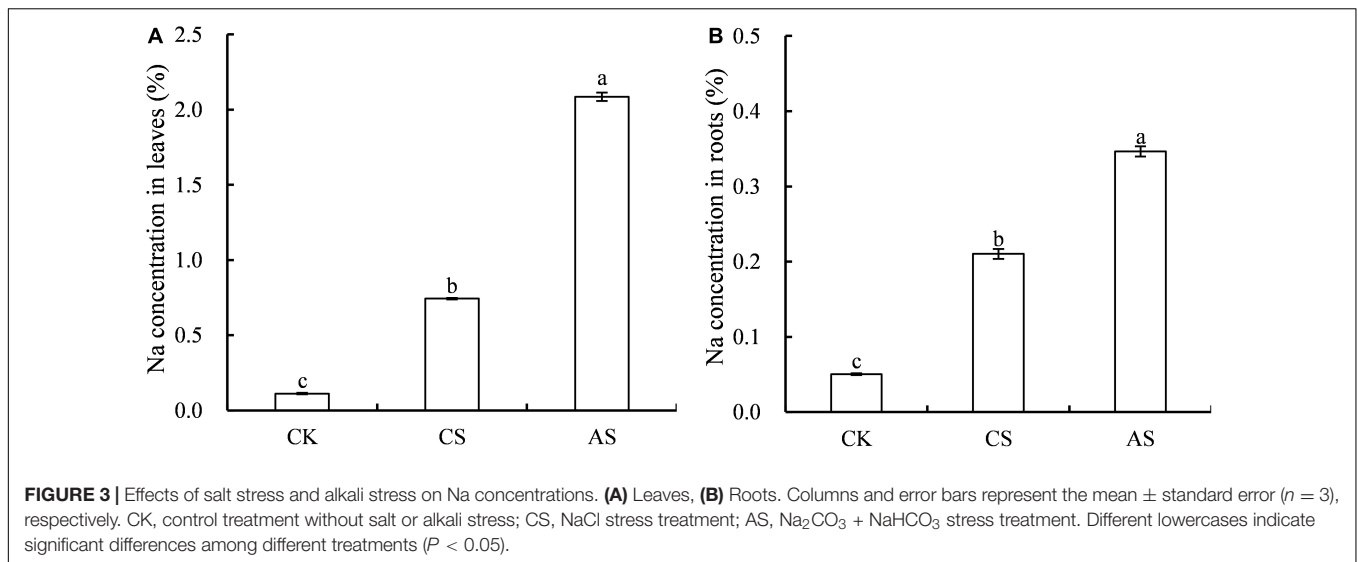 A
2.5
2.0
1.5
1.0
0.5
0.0
Na concentration in leaves (%)
c
b
a
CK CS AS
B
0.5
0.4
0.3
0.2
0.1
0.0
Na concentration in roots (%)
c
b
a
CK CS AS
FIGURE 3 | Effects of salt stress and alkali stress on Na concentrations. (A) Leaves, (B) Roots. Columns and error bars represent the mean ± standard error (n = 3),
respectively. CK, control treatment without salt or alkali stress; CS, NaCl stress treatment; AS, Na₂CO₃ + NaHCO₃ stress treatment. Different lowercases indicate
significant differences among different treatments (P < 0.05).